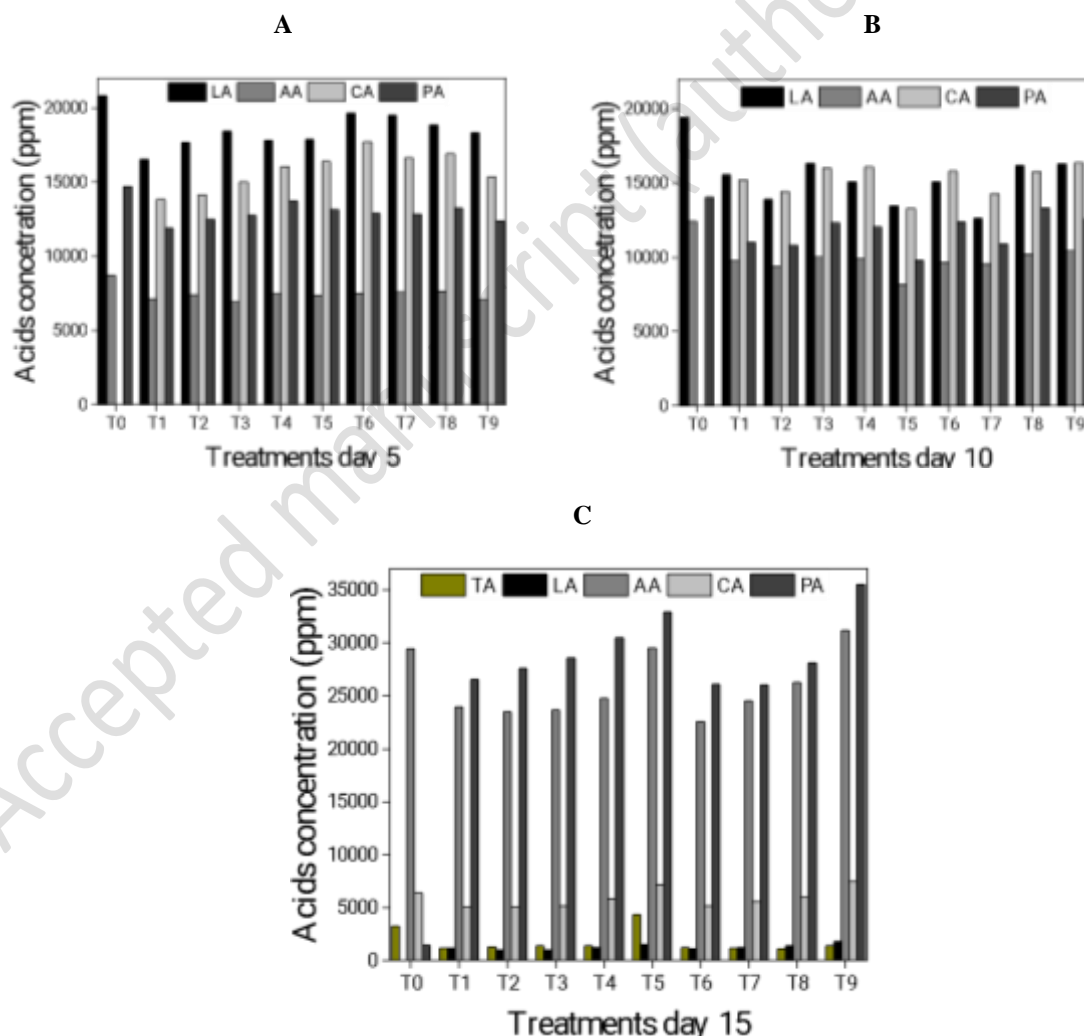 A
B
LA AA CA PA
Acids concetration (ppm)
20000
15000
10000
5000
0
T0 T1 T2 T3 T4 T5 T6 T7 T8 T9
Treatments day 5
LA AA CA PA
Acids concetration (ppm)
20000
15000
10000
5000
0
T0 T1 T2 T3 T4 T5 T6 T7 T8 T9
Treatments day 10
C
TA LA AA CA PA
Acids concetration (ppm)
35000
30000
25000
20000
15000
10000
5000
0
T0 T1 T2 T3 T4 T5 T6 T7 T8 T9
Treatments day 15
Accepted manuscript (autho